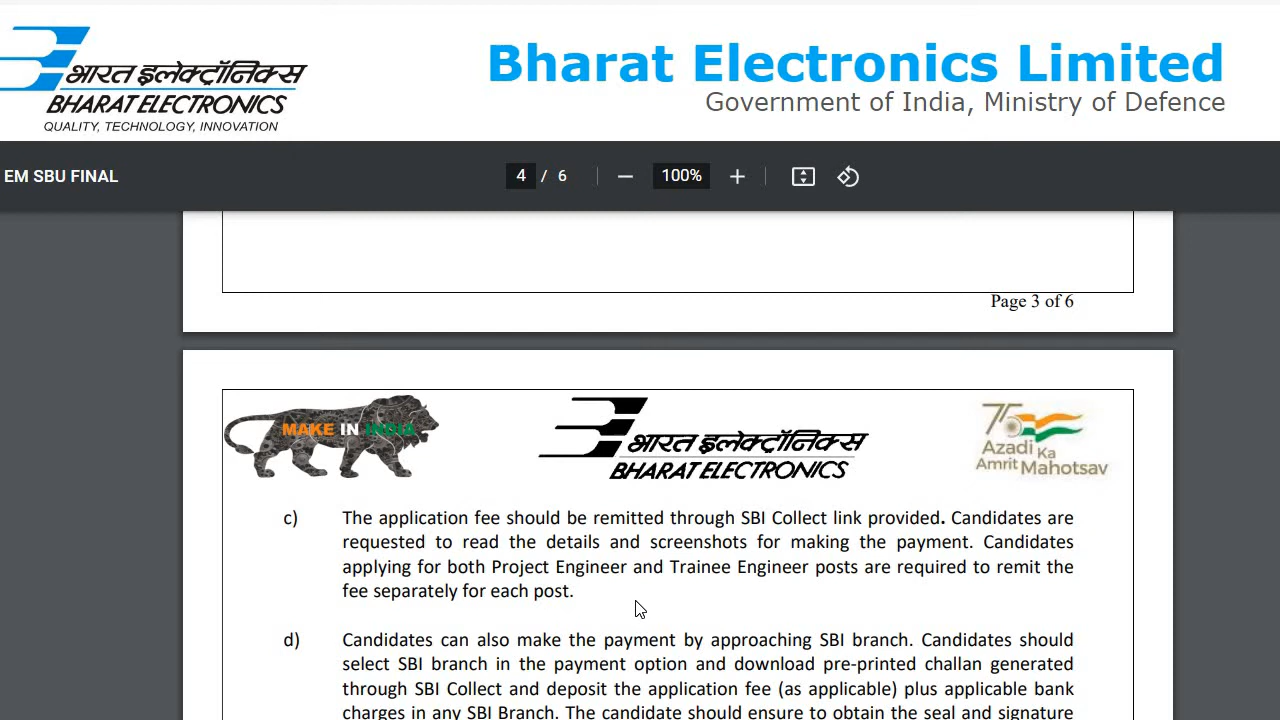 भारत इलेक्ट्रॉनिक्स
BHARAT ELECTRONICS
QUALITY, TECHNOLOGY, INNOVATION
Bharat Electronics Limited
Government of India, Ministry of Defence
EM SBU FINAL
4 / 6
100%
Page 3 of 6
MAKE IN INDIA
भारत इलेक्ट्रॉनिक्स
BHARAT ELECTRONICS
75
Azadi Ka
Amrit Mahotsav
c) The application fee should be remitted through SBI Collect link provided. Candidates are
requested to read the details and screenshots for making the payment. Candidates
applying for both Project Engineer and Trainee Engineer posts are required to remit the
fee separately for each post.
d) Candidates can also make the payment by approaching SBI branch. Candidates should
select SBI branch in the payment option and download pre-printed challan generated
through SBI Collect and deposit the application fee (as applicable) plus applicable bank
charges in any SBI Branch. The candidate should ensure to obtain the seal and signature